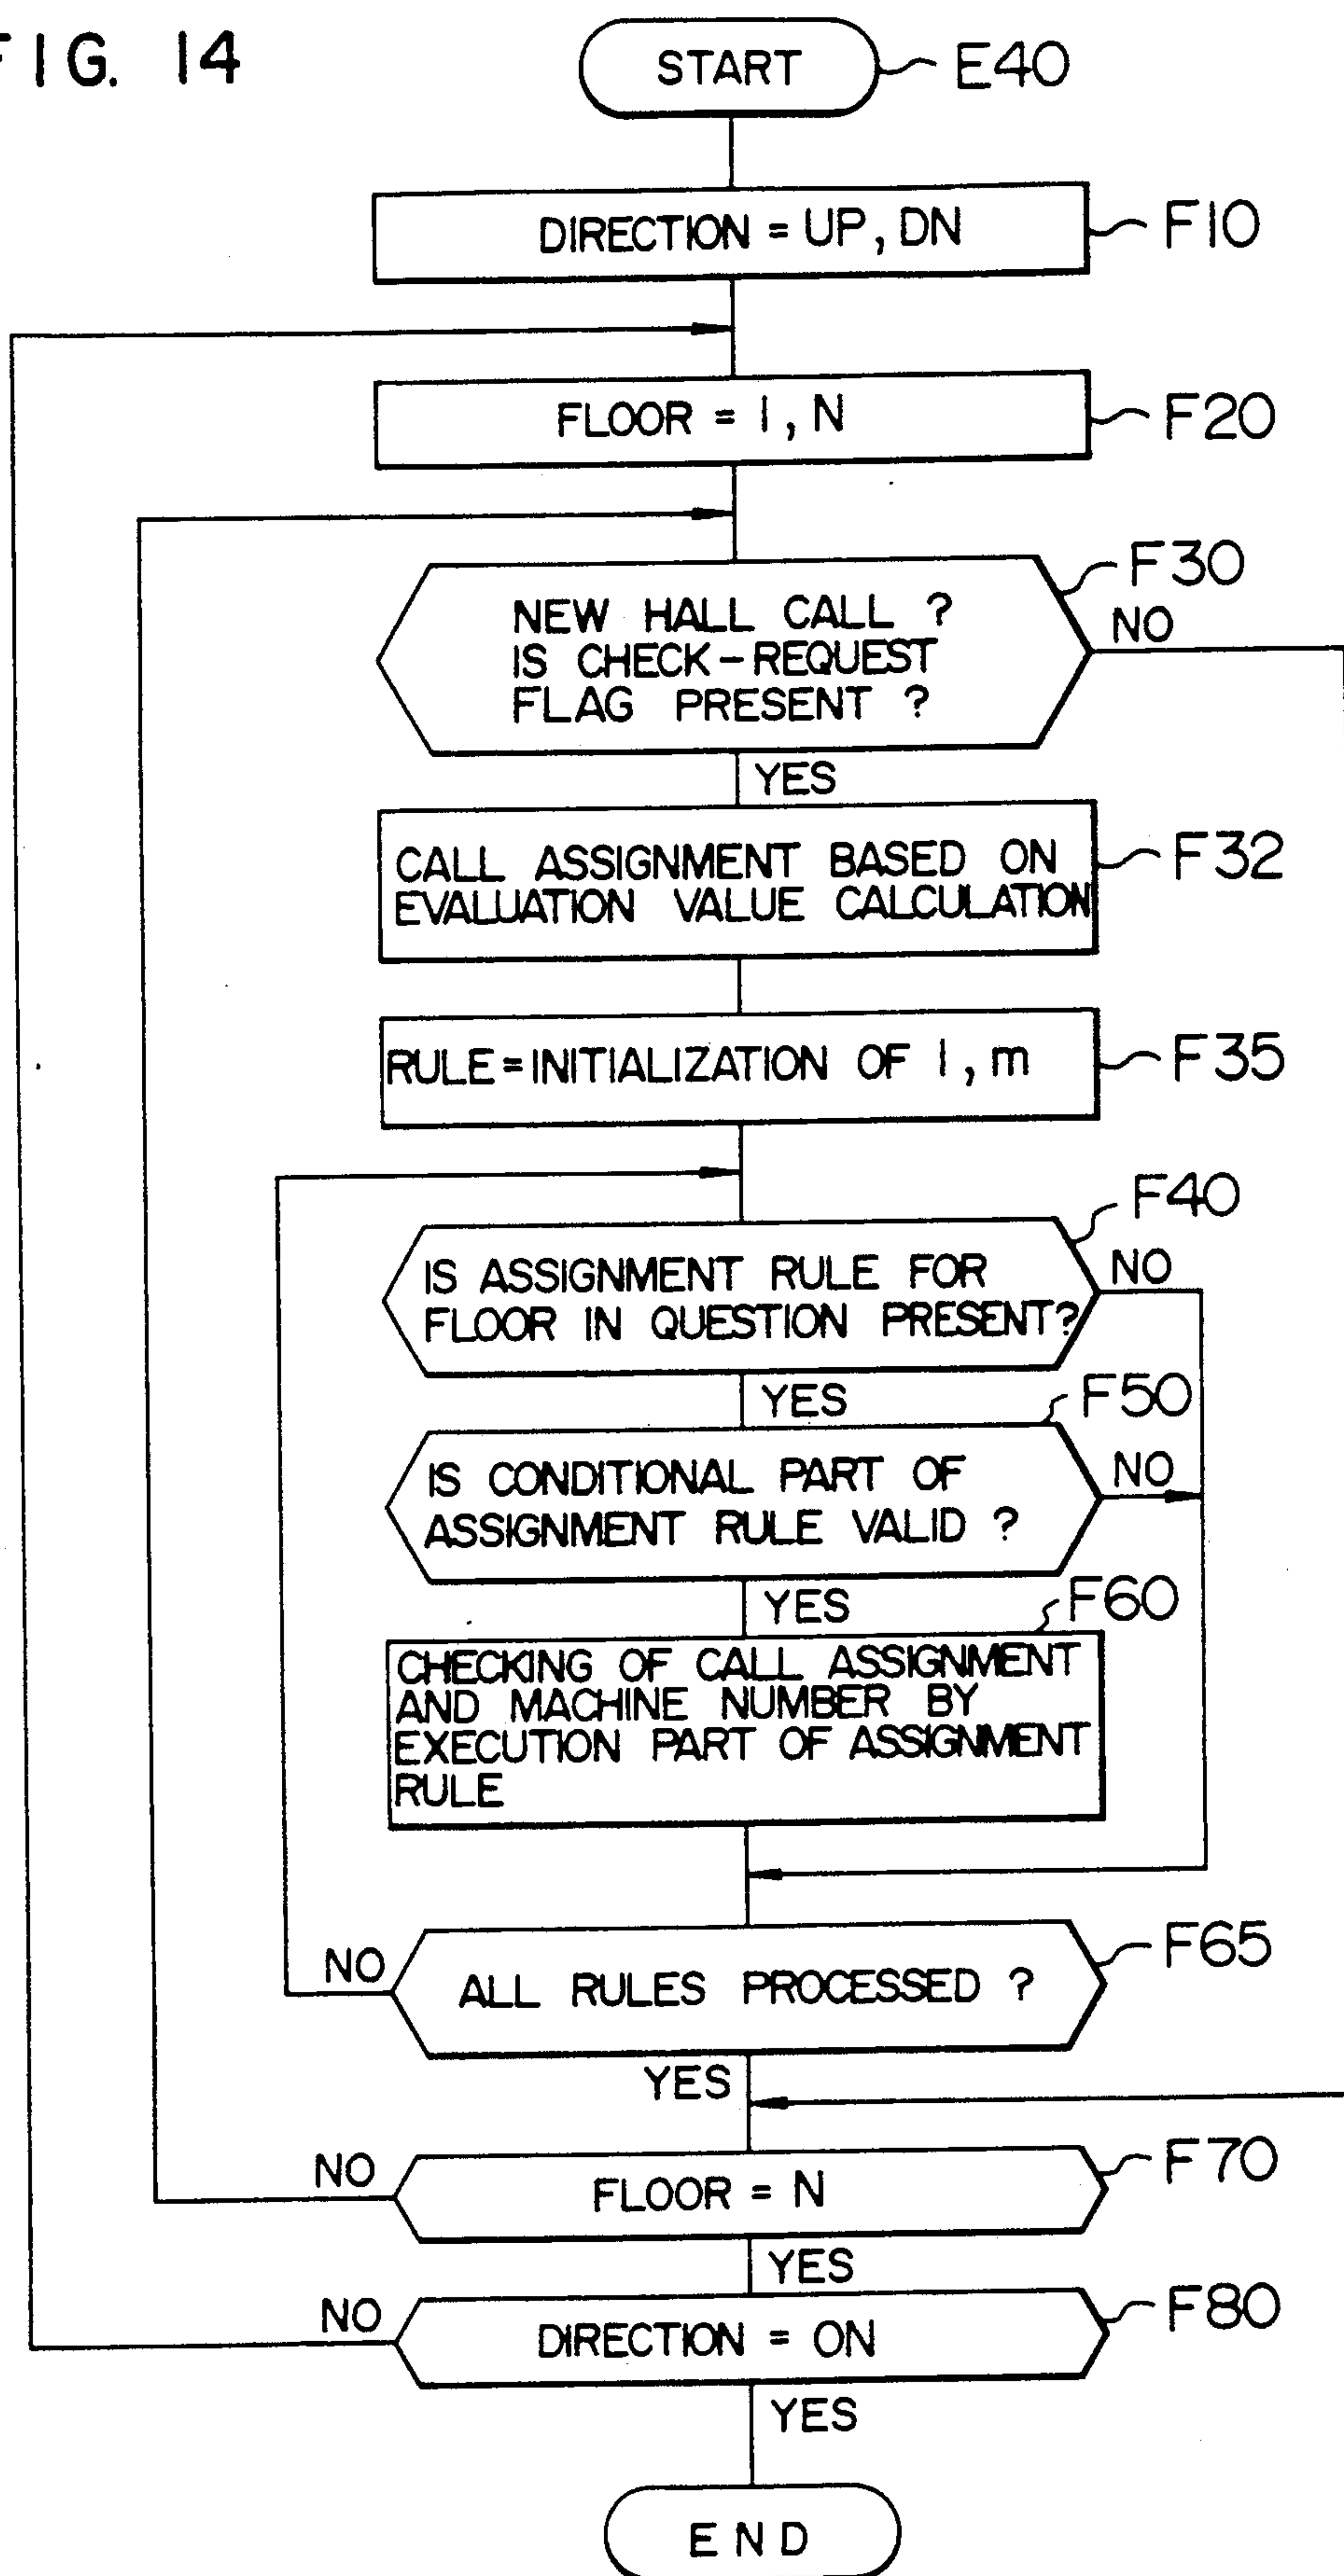 FIG. 14
START
E40
DIRECTION = UP, DN
F10
FLOOR = 1, N
F20
F30
NEW HALL CALL ?
IS CHECK-REQUEST
FLAG PRESENT ?
NO
YES
CALL ASSIGNMENT BASED ON
EVALUATION VALUE CALCULATION
F32
RULE = INITIALIZATION OF 1, m
F35
F40
IS ASSIGNMENT RULE FOR
FLOOR IN QUESTION PRESENT?
NO
YES
F50
IS CONDITIONAL PART OF
ASSIGNMENT RULE VALID ?
NO
YES
F60
CHECKING OF CALL ASSIGNMENT
AND MACHINE NUMBER BY
EXECUTION PART OF ASSIGNMENT
RULE
NO
ALL RULES PROCESSED ?
F65
YES
NO
FLOOR = N
F70
YES
NO
DIRECTION = ON
F80
YES
END